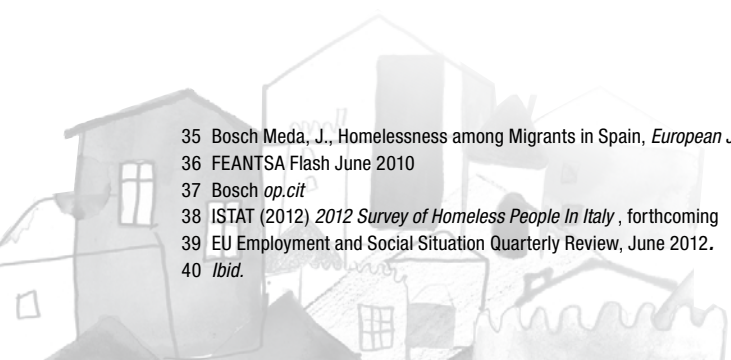 35 Bosch Meda, J., Homelessness among Migrants in Spain, European
36 FEANTSA Flash June 2010
37 Bosch op.cit
38 ISTAT (2012) 2012 Survey of Homeless People In Italy , forthcoming
39 EU Employment and Social Situation Quarterly Review, June 2012.
40 Ibid.